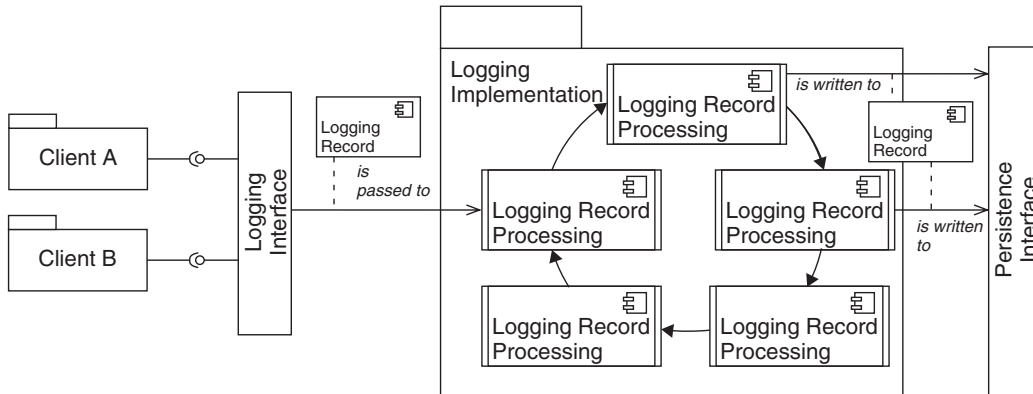 Client A
Client B
Logging
Interface
Logging
Record
is
passed to
Logging
Implementation
Logging Record
Processing
Logging Record
Processing
Logging Record
Processing
Logging Record
Processing
Logging Record
Processing
is written to
Logging
Record
is written
to
Persistence
Interface